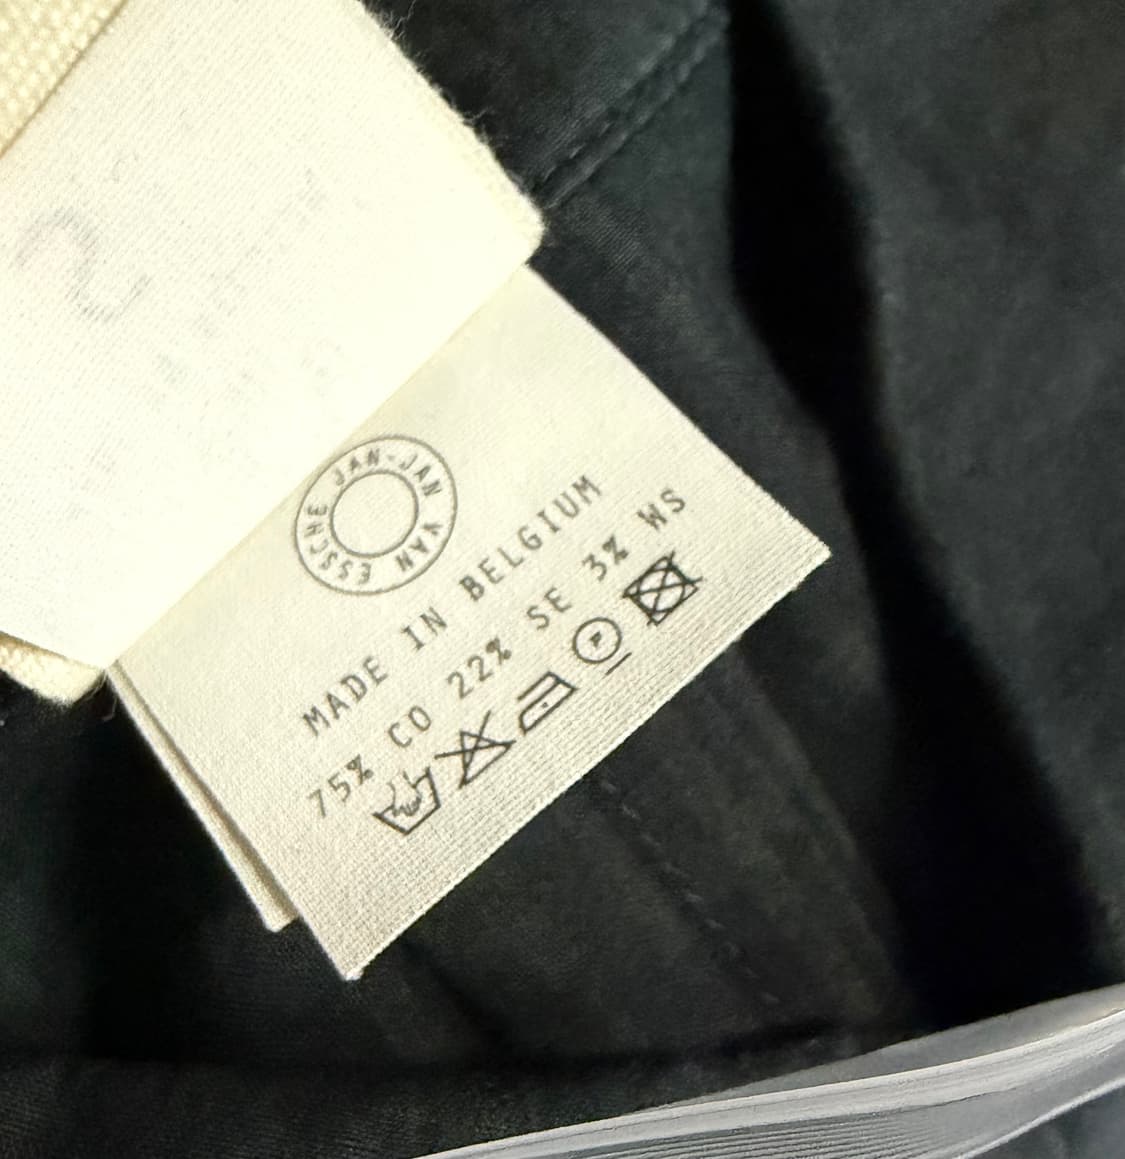 JAN-JAN VAN ESSCHE
MADE IN BELGIUM
75% CO 22% SE 3% WS
P